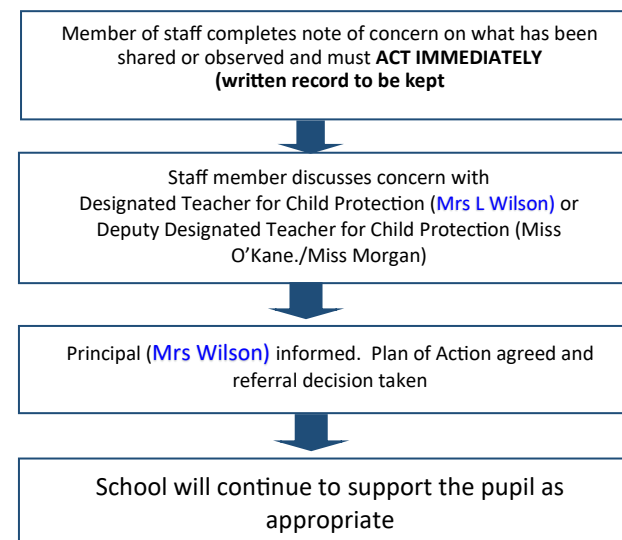 Member of staff completes note of concern on what has been
shared or observed and must ACT IMMEDIATELY
(written record to be kept
Staff member discusses concern with
Designated Teacher for Child Protection (Mrs L Wilson) or
Deputy Designated Teacher for Child Protection (Miss
O’Kane./Miss Morgan)
Principal (Mrs Wilson) informed. Plan of Action agreed and
referral decision taken
School will continue to support the pupil as
appropriate